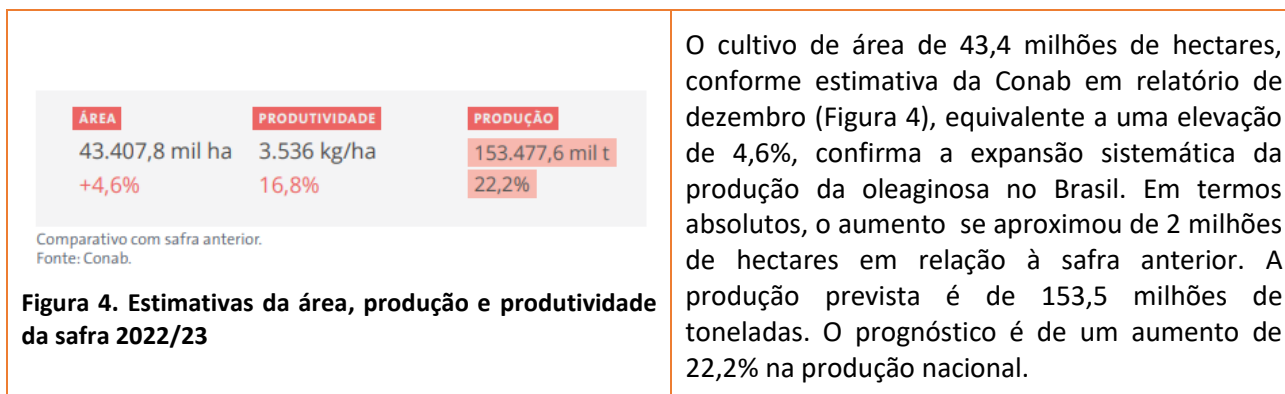 ÁREA PRODUTIVIDADE PRODUÇÃO
43.407,8 mil ha 3.536 kg/ha 153.477,6 mil t
+4,6% 16,8% 22,2%
Comparativo com safra anterior.
Fonte: Conab.
Figura 4. Estimativas da área, produção e produtividade
da safra 2022/23
O cultivo de área de 43,4 milhões de hectares,
conforme estimativa da Conab em relatório de
dezembro (Figura 4), equivalente a uma elevação
de 4,6%, confirma a expansão sistemática da
produção da oleaginosa no Brasil. Em termos
absolutos, o aumento se aproximou de 2 milhões
de hectares em relação à safra anterior. A
produção prevista é de 153,5 milhões de
toneladas. O prognóstico é de um aumento de
22,2% na produção nacional.